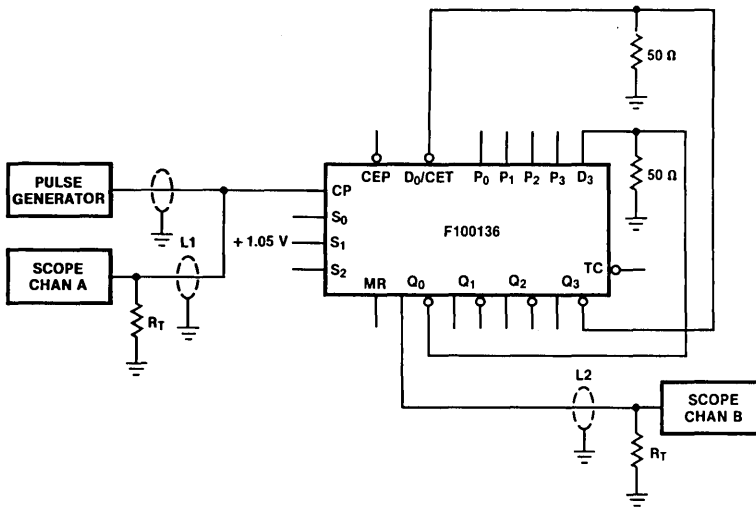 50 Ω
50 Ω
PULSE
GENERATOR
SCOPE
CHAN A
L1
+ 1.05 V
RT
CEP D0/CET P0 P1 P2 P3 D3
CP
S0
S1
S2
F100136
TC
MR Q0 Q1 Q2 Q3
L2
SCOPE
CHAN B
RT